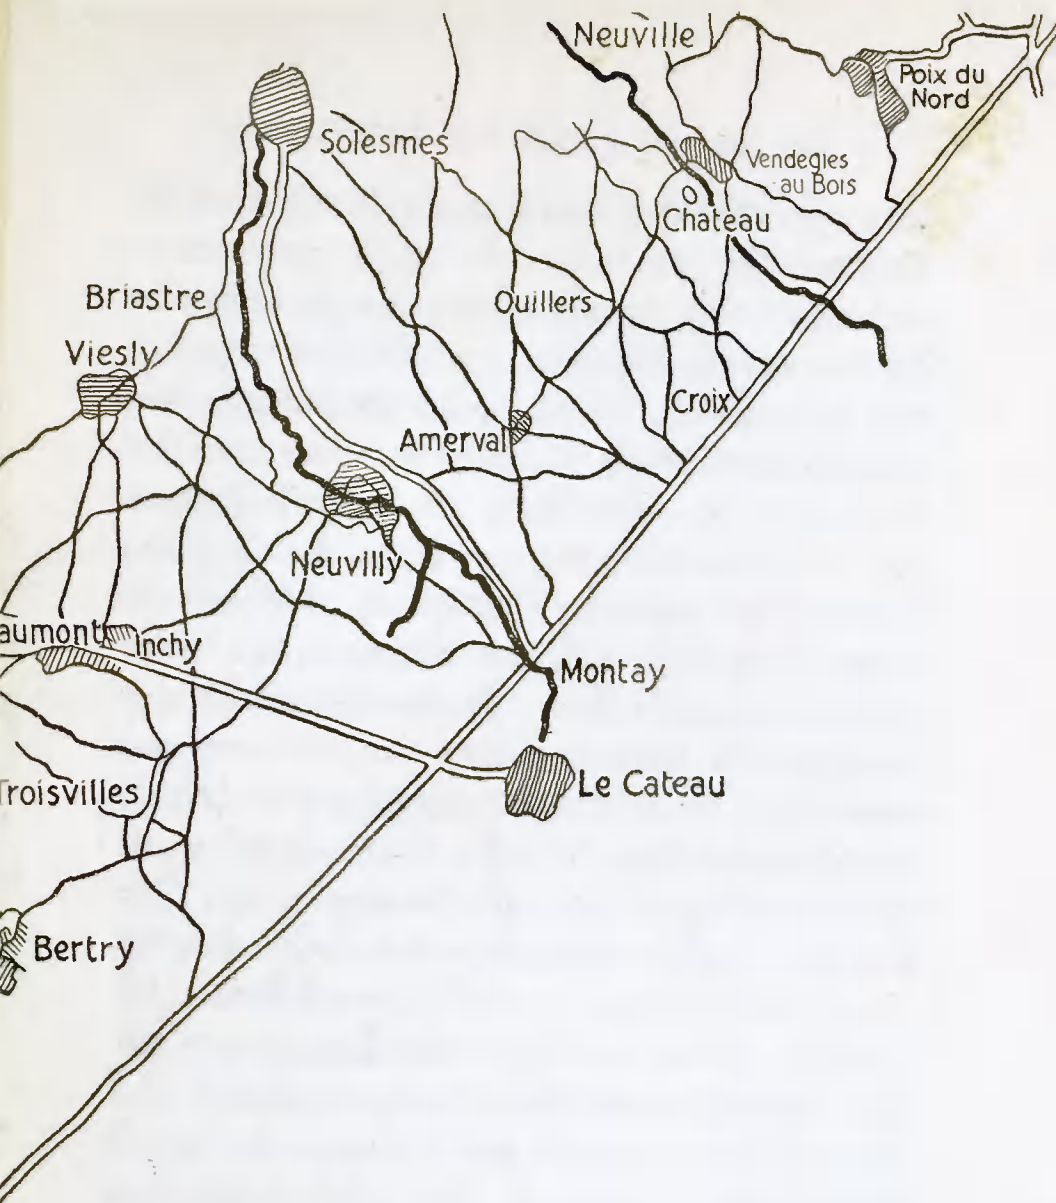 Neuville
Poix du
Nord
Solesmes
Vendegies
au Bois
Chateau
Briastre
Ouillers
Viesly
Croix
Amerval
Neuvilly
aumont
Inchy
Montay
Troisvilles
Le Cateau
Bertry